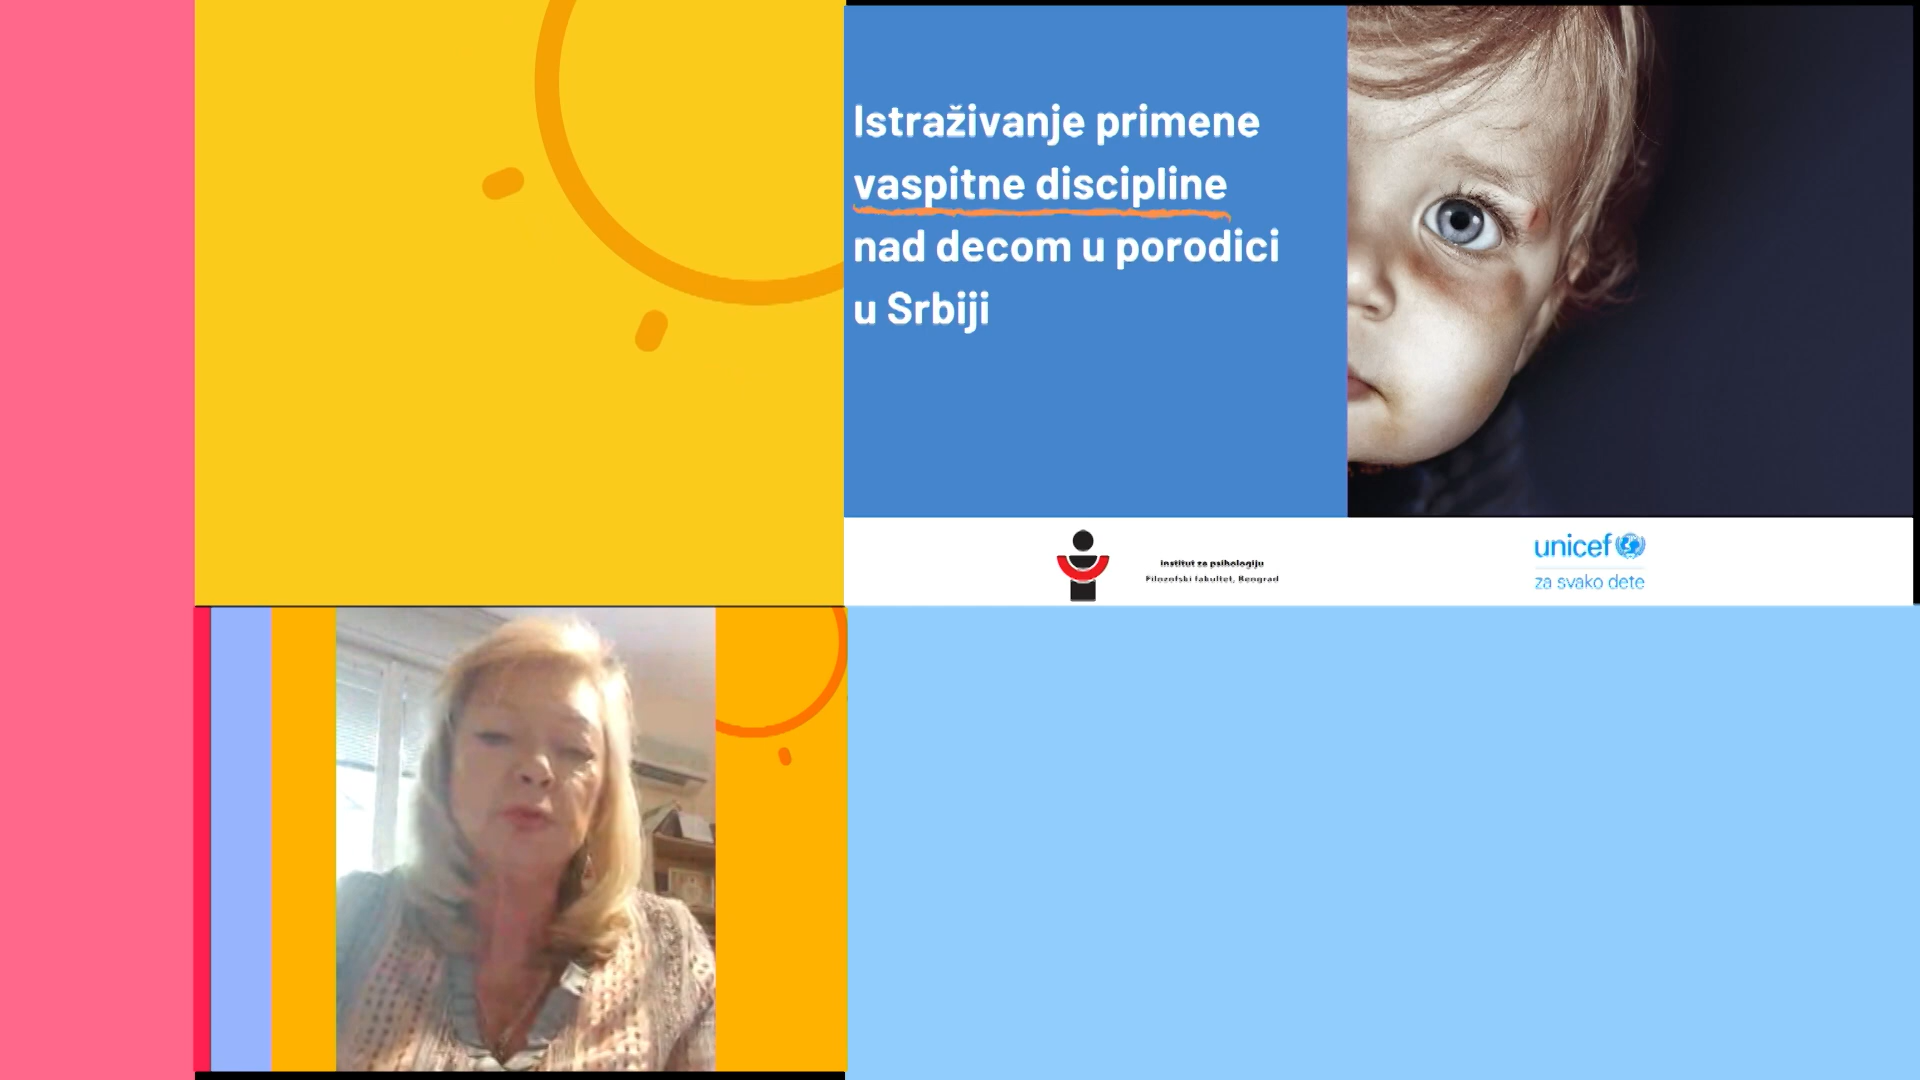 Istraživanje primene
vaspitne discipline
nad decom u porodici
u Srbiji
institut za psihologiju
Filozofski fakultet, Beograd
unicef
za svako dete